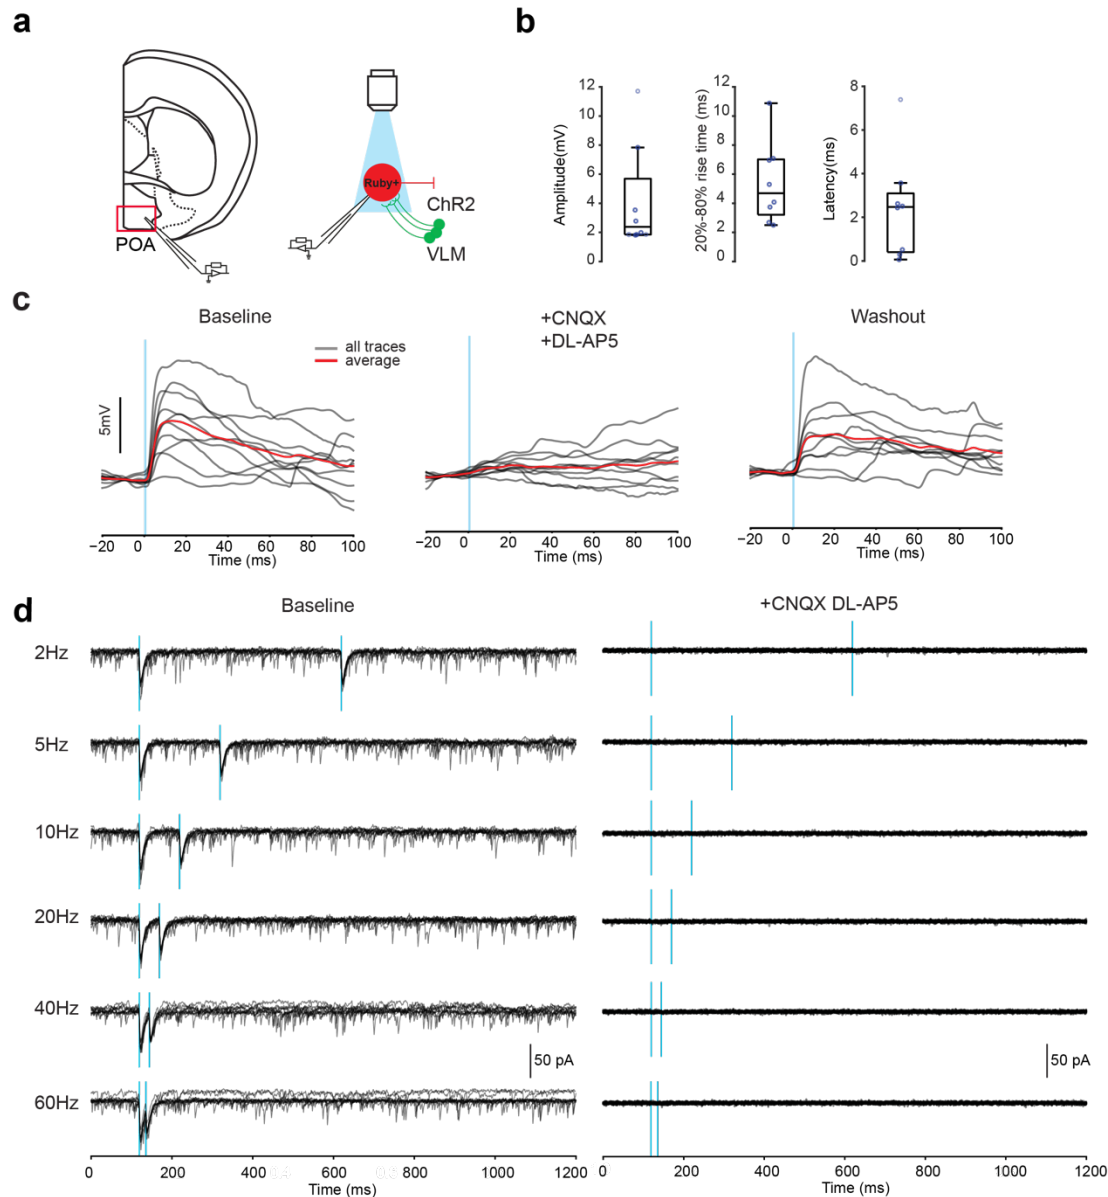 a
POA
Ruby+
ChR2
VLM
b
Amplitude(mV)
12
10
8
6
4
2
0
20%-80% rise time (ms)
12
10
8
6
4
2
0
Latency(ms)
8
6
4
2
0
c
Baseline
all traces
average
5mV
−20 0 20 40 60 80 100
Time (ms)
+CNQX
+DL-AP5
−20 0 20 40 60 80 100
Time (ms)
Washout
−20 0 20 40 60 80 100
Time (ms)
d
Baseline
+CNQX DL-AP5
2Hz
5Hz
10Hz
20Hz
40Hz
50 pA
50 pA
60Hz
0 200 400 600 800 1000 1200
Time (ms)
0 200 400 600 800 1000 1200
Time (ms)